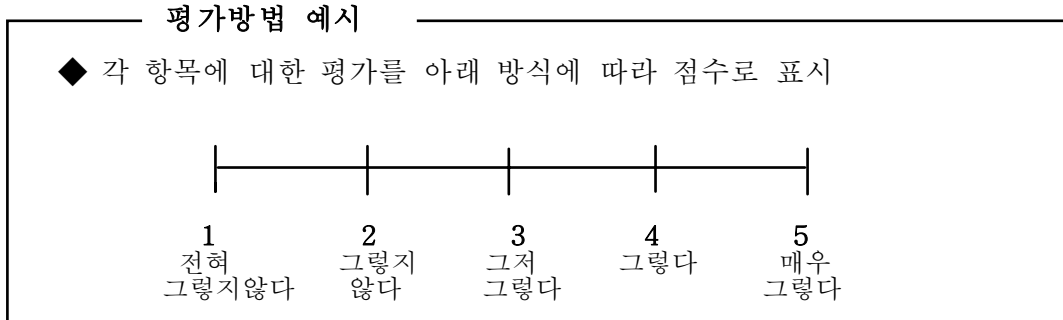 평가방법 예시
◆ 각 항목에 대한 평가를 아래 방식에 따라 점수로 표시
1 2 3 4 5
전혀 그렇지 그저 그렇다 매우
그렇지않다 않다 그렇다 그렇다